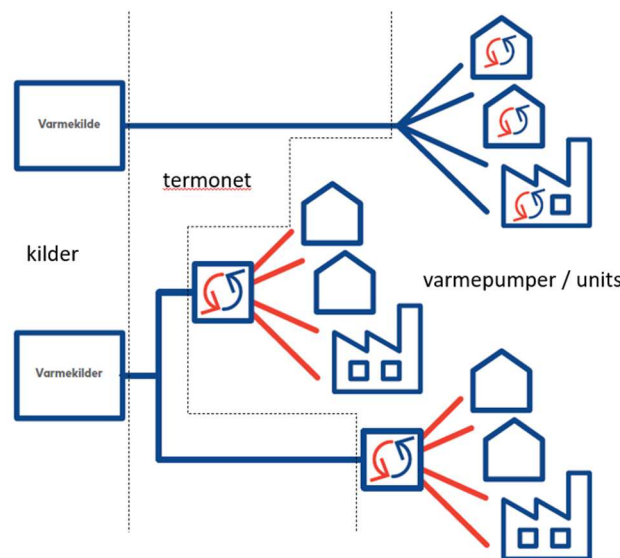 Varmekilde
termonet
kilder
varmepumper / units
Varmekilder